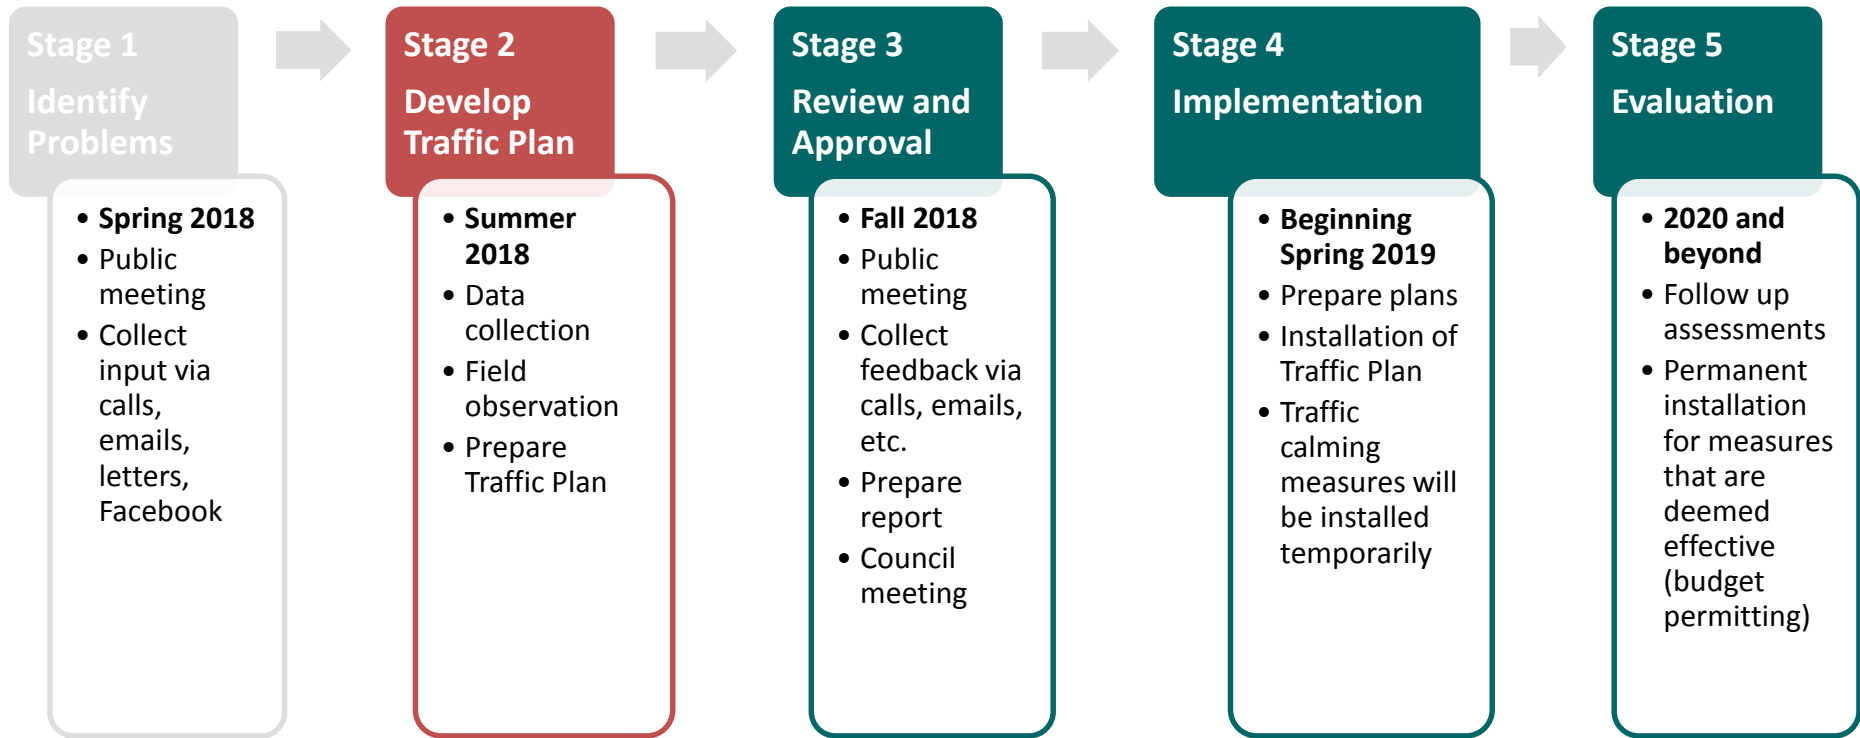 Stage 1
Identify
Problems
• Spring 2018
• Public
meeting
• Collect
input via
calls,
emails,
letters,
Facebook
Stage 2
Develop
Traffic Plan
• Summer
2018
• Data
collection
• Field
observation
• Prepare
Traffic Plan
Stage 3
Review and
Approval
• Fall 2018
• Public
meeting
• Collect
feedback via
calls, emails,
etc.
• Prepare
report
• Council
meeting
Stage 4
Implementation
• Beginning
Spring 2019
• Prepare plans
• Installation of
Traffic Plan
• Traffic
calming
measures will
be installed
temporarily
Stage 5
Evaluation
• 2020 and
beyond
• Follow up
assessments
• Permanent
installation
for measures
that are
deemed
effective
(budget
permitting)